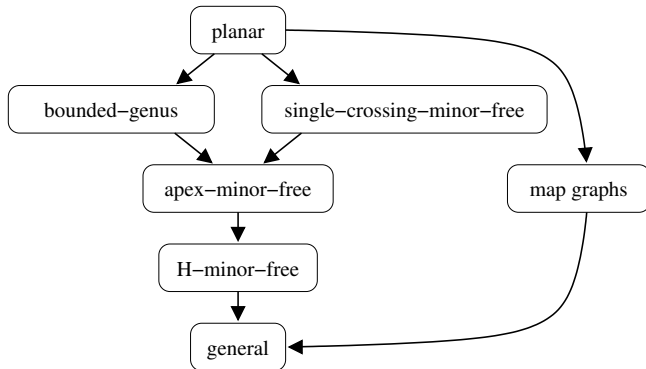 planar
bounded−genus
single−crossing−minor−free
apex−minor−free
map graphs
H−minor−free
general